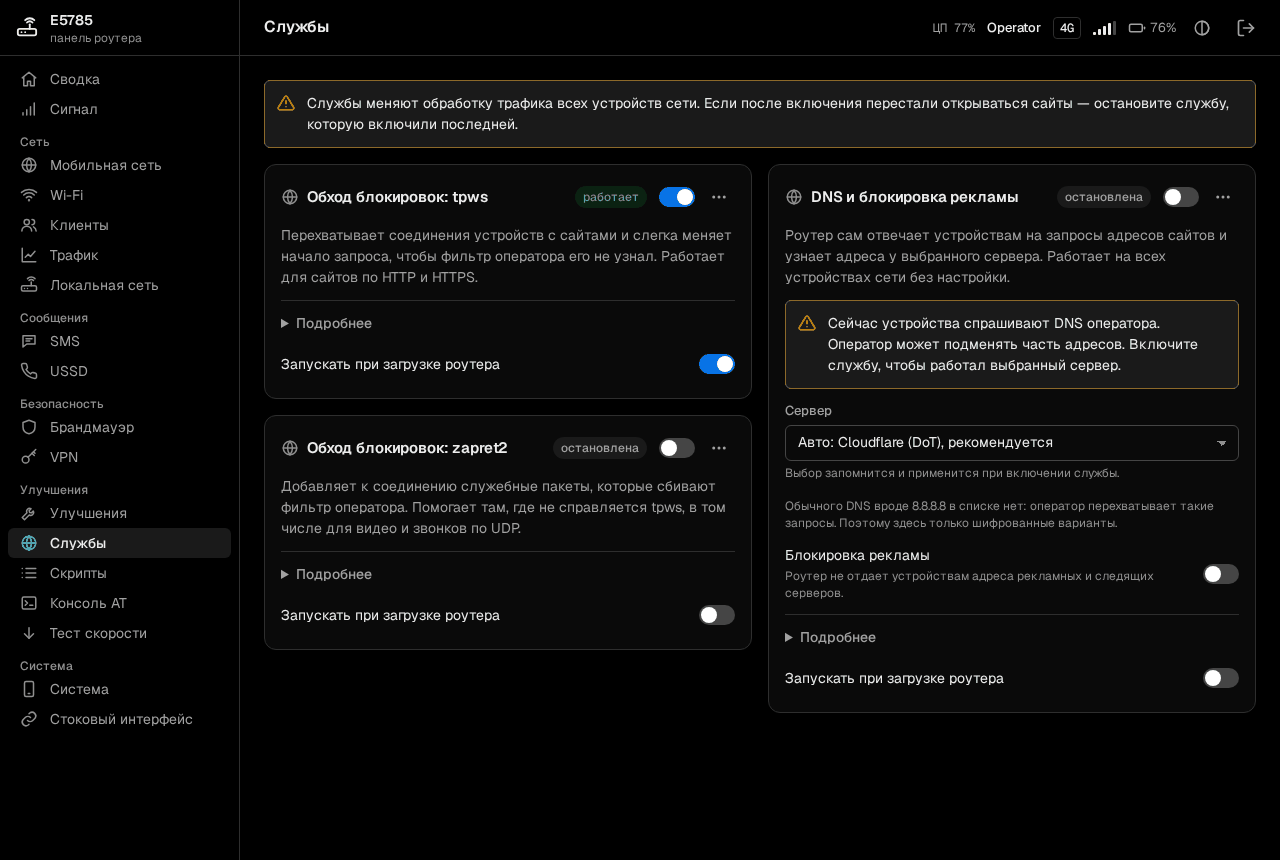 E5785
панель роутера
Сводка
Сигнал
Сеть
Мобильная сеть
Wi-Fi
Клиенты
Трафик
Локальная сеть
Сообщения
SMS
USSD
Безопасность
Брандмауэр
VPN
Улучшения
Улучшения
Службы
Скрипты
Консоль AT
Тест скорости
Система
Система
Стоковый интерфейс
Службы
ЦП 77%
Operator
4G
76%
Службы меняют обработку трафика всех устройств сети. Если после включения перестали открываться сайты — остановите службу,
которую включили последней.
Обход блокировок: tpws
работает
Перехватывает соединения устройств с сайтами и слегка меняет
начало запроса, чтобы фильтр оператора его не узнал. Работает
для сайтов по HTTP и HTTPS.
Подробнее
Запускать при загрузке роутера
Обход блокировок: zapret2
остановлена
Добавляет к соединению служебные пакеты, которые сбивают
фильтр оператора. Помогает там, где не справляется tpws, в том
числе для видео и звонков по UDP.
Подробнее
Запускать при загрузке роутера
DNS и блокировка рекламы
остановлена
Роутер сам отвечает устройствам на запросы адресов сайтов и
узнает адреса у выбранного сервера. Работает на всех
устройствах сети без настройки.
Сейчас устройства спрашивают DNS оператора.
Оператор может подменять часть адресов. Включите
службу, чтобы работал выбранный сервер.
Сервер
Авто: Cloudflare (DoT), рекомендуется
Выбор запомнится и применится при включении службы.
Обычного DNS вроде 8.8.8.8 в списке нет: оператор перехватывает такие
запросы. Поэтому здесь только шифрованные варианты.
Блокировка рекламы
Роутер не отдает устройствам адреса рекламных и следящих
серверов.
Подробнее
Запускать при загрузке роутера